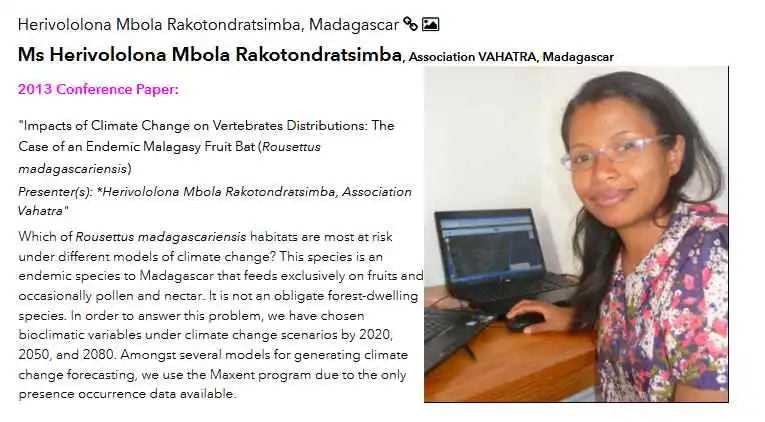 Herivololona Mbola Rakotondratsimba, Madagascar
Ms Herivololona Mbola Rakotondratsimba, Association VAHATRA, Madagascar
2013 Conference Paper:
"Impacts of Climate Change on Vertebrates Distributions: The
Case of an Endemic Malagasy Fruit Bat (Rousettus
madagascariensis)
Presenter(s): *Herivololona Mbola Rakotondratsimba, Association
Vahatra"
Which of Rousettus madagascariensis habitats are most at risk
under different models of climate change? This species is an
endemic species to Madagascar that feeds exclusively on fruits and
occasionally pollen and nectar. It is not an obligate forest-dwelling
species. In order to answer this problem, we have chosen
bioclimatic variables under climate change scenarios by 2020,
2050, and 2080. Amongst several models for generating climate
change forecasting, we use the Maxent program due to the only
presence occurrence data available.